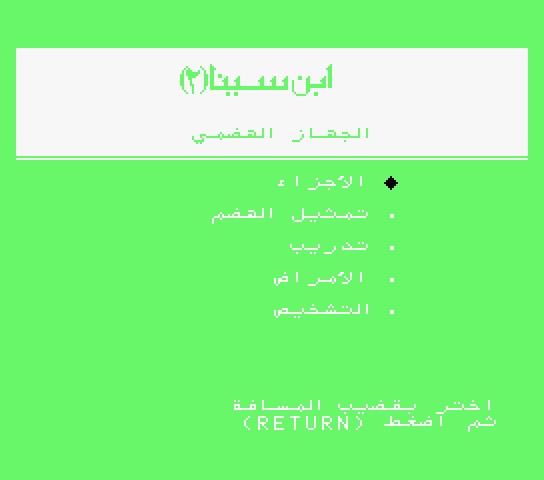 ابن سينا(٢)
الجهاز الهضمي
الأجزاء
تمثيل الهضم
تدريب
الأمراض
التشخيص
اختر بقضيب المسافة
ثم اضغط (RETURN)